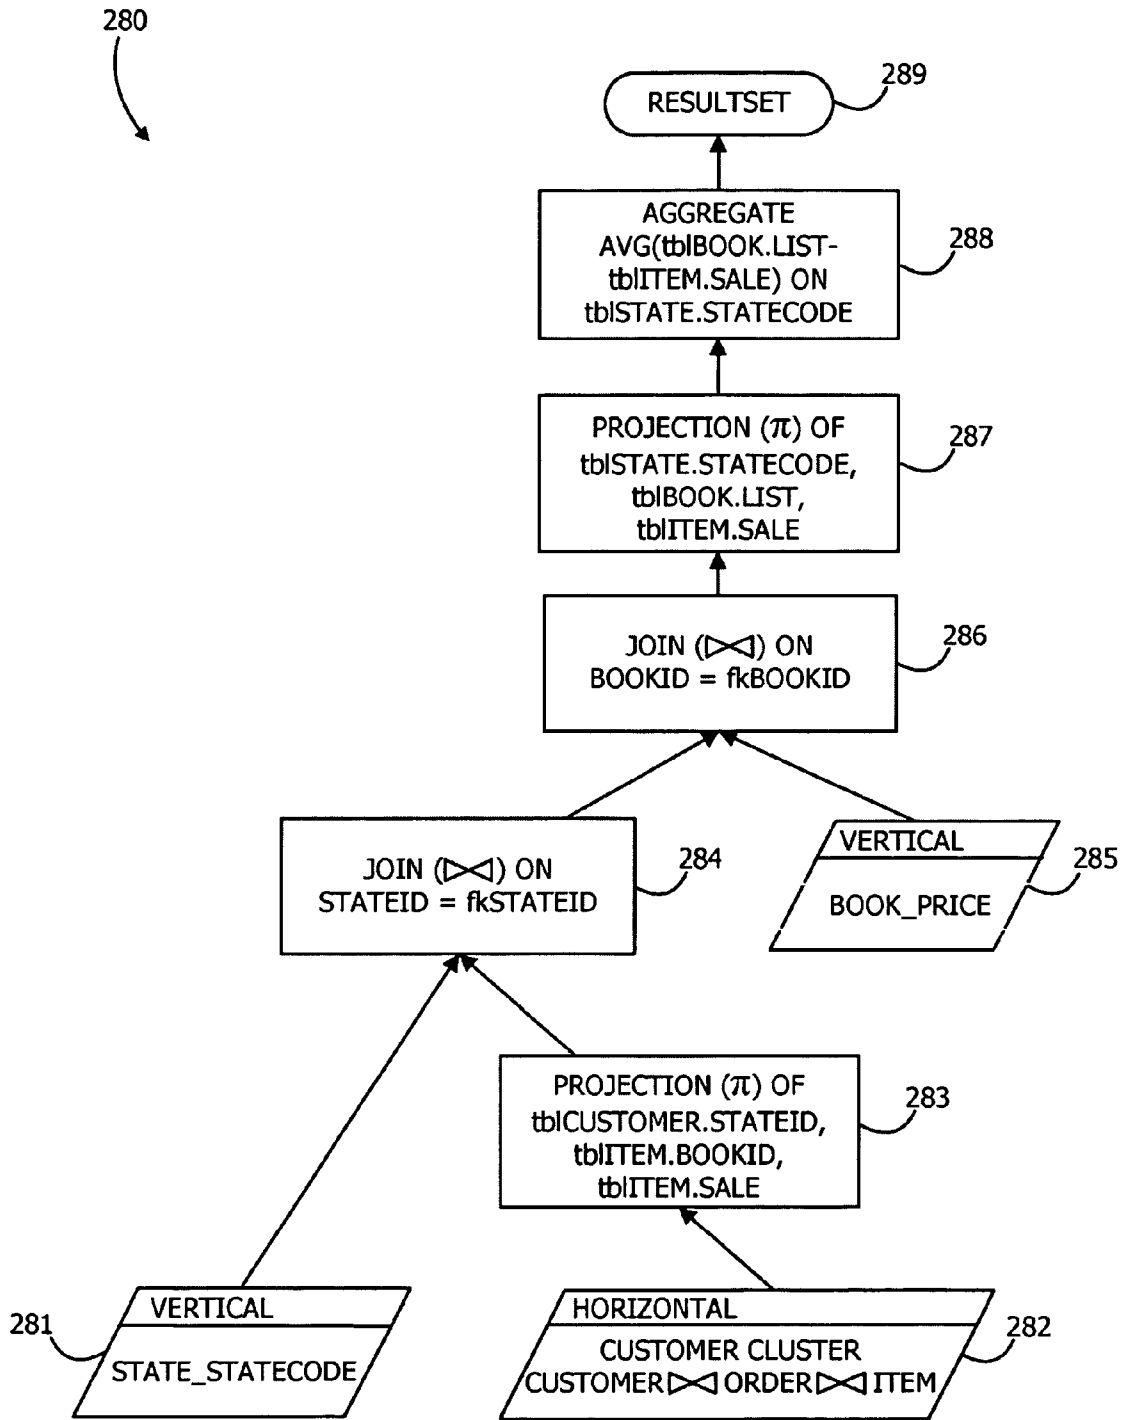 280
RESULTSET
289
AGGREGATE
AVG(tblBOOK.LIST-
tblITEM.SALE) ON
tblSTATE.STATECODE
288
PROJECTION (π) OF
tblSTATE.STATECODE,
tblBOOK.LIST,
tblITEM.SALE
287
JOIN (⋈) ON
BOOKID = fkBOOKID
286
JOIN (⋈) ON
STATEID = fkSTATEID
284
VERTICAL
BOOK_PRICE
285
PROJECTION (π) OF
tblCUSTOMER.STATEID,
tblITEM.BOOKID,
tblITEM.SALE
283
VERTICAL
STATE_STATECODE
281
HORIZONTAL
CUSTOMER CLUSTER
CUSTOMER⋈ORDER⋈ITEM
282